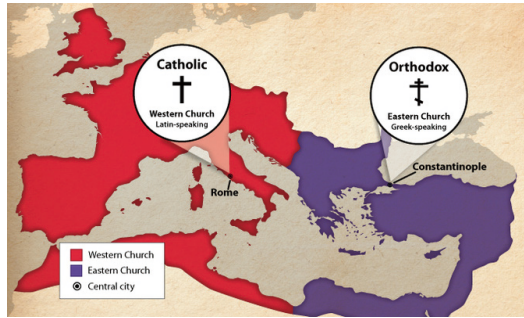 Catholic
Western Church
Latin-speaking
Orthodox
Eastern Church
Greek-speaking
Constantinople
Rome
Western Church
Eastern Church
Central city